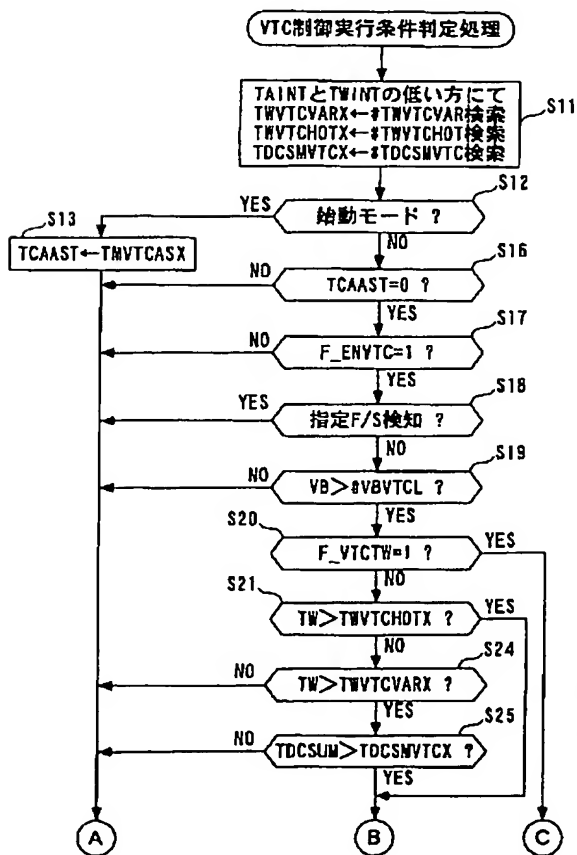 VTC制御実行条件判定処理
TAINTとTWINTの低い方にて
TWVTCVARX←#TWVTCVAR検索
TWVTCHOTX←#TWVTCHOT検索
TDCSMVTCX←#TDCSMVTC検索
S11
S12
始動モード ?
YES
NO
S13
TCAAST←TMVTCASX
S16
TCAAST=0 ?
NO
YES
S17
F_ENVTC=1 ?
NO
YES
S18
指定F/S検知 ?
YES
NO
S19
VB>#VBVTCL ?
NO
YES
S20
F_VTCTW=1 ?
YES
NO
S21
TW>TWVTCHOTX ?
YES
NO
S24
TW>TWVTCVARX ?
NO
YES
S25
TDCSUM>TDCSMVTCX ?
NO
YES
A
B
C